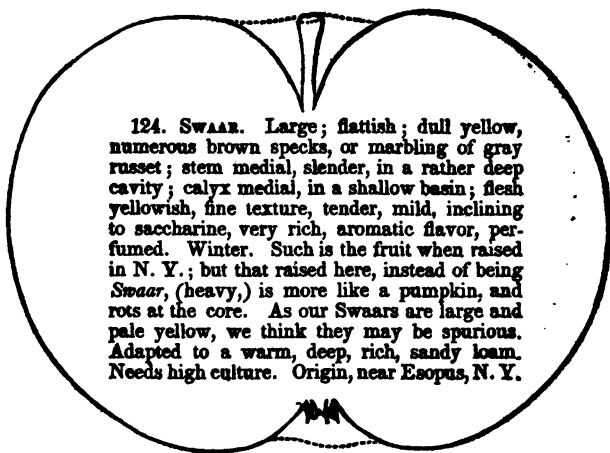 124. Swaar. Large; flattish; dull yellow,
numerous brown specks, or marbling of gray
russet; stem medial, slender, in a rather deep
cavity; calyx medial, in a shallow basin; flesh
yellowish, fine texture, tender, mild, inclining
to saccharine, very rich, aromatic flavor, per-
fumed. Winter. Such is the fruit when raised
in N. Y.; but that raised here, instead of being
Swaar, (heavy,) is more like a pumpkin, and
rots at the core. As our Swaars are large and
pale yellow, we think they may be spurious.
Adapted to a warm, deep, rich, sandy loam.
Needs high culture. Origin, near Esopus, N. Y.